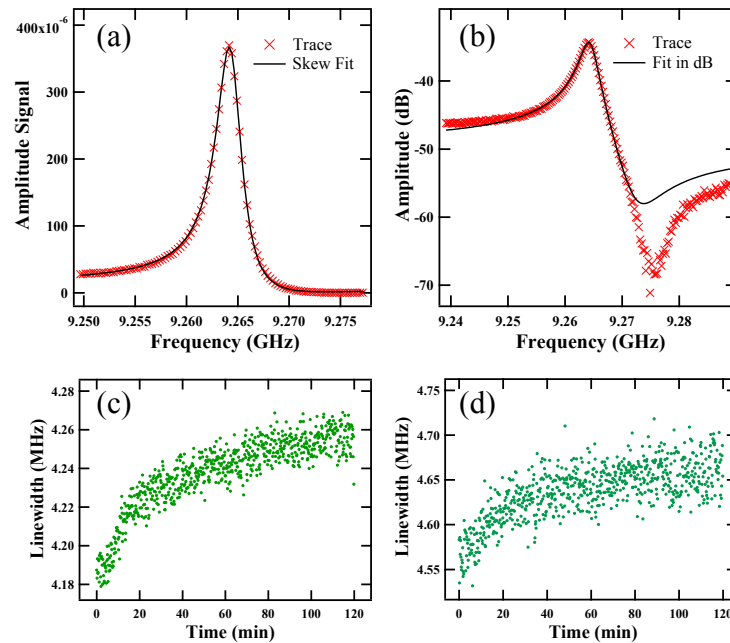 (a)
400x10⁻⁶
300
200
100
0
Amplitude Signal
Trace
Skew Fit
9.250 9.255 9.260 9.265 9.270 9.275
Frequency (GHz)
(b)
-40
-50
-60
-70
Amplitude (dB)
Trace
Fit in dB
9.24 9.25 9.26 9.27 9.28
Frequency (GHz)
(c)
4.28
4.26
4.24
4.22
4.20
4.18
Linewidth (MHz)
0 20 40 60 80 100 120
Time (min)
(d)
4.75
4.70
4.65
4.60
4.55
Linewidth (MHz)
0 20 40 60 80 100 120
Time (min)